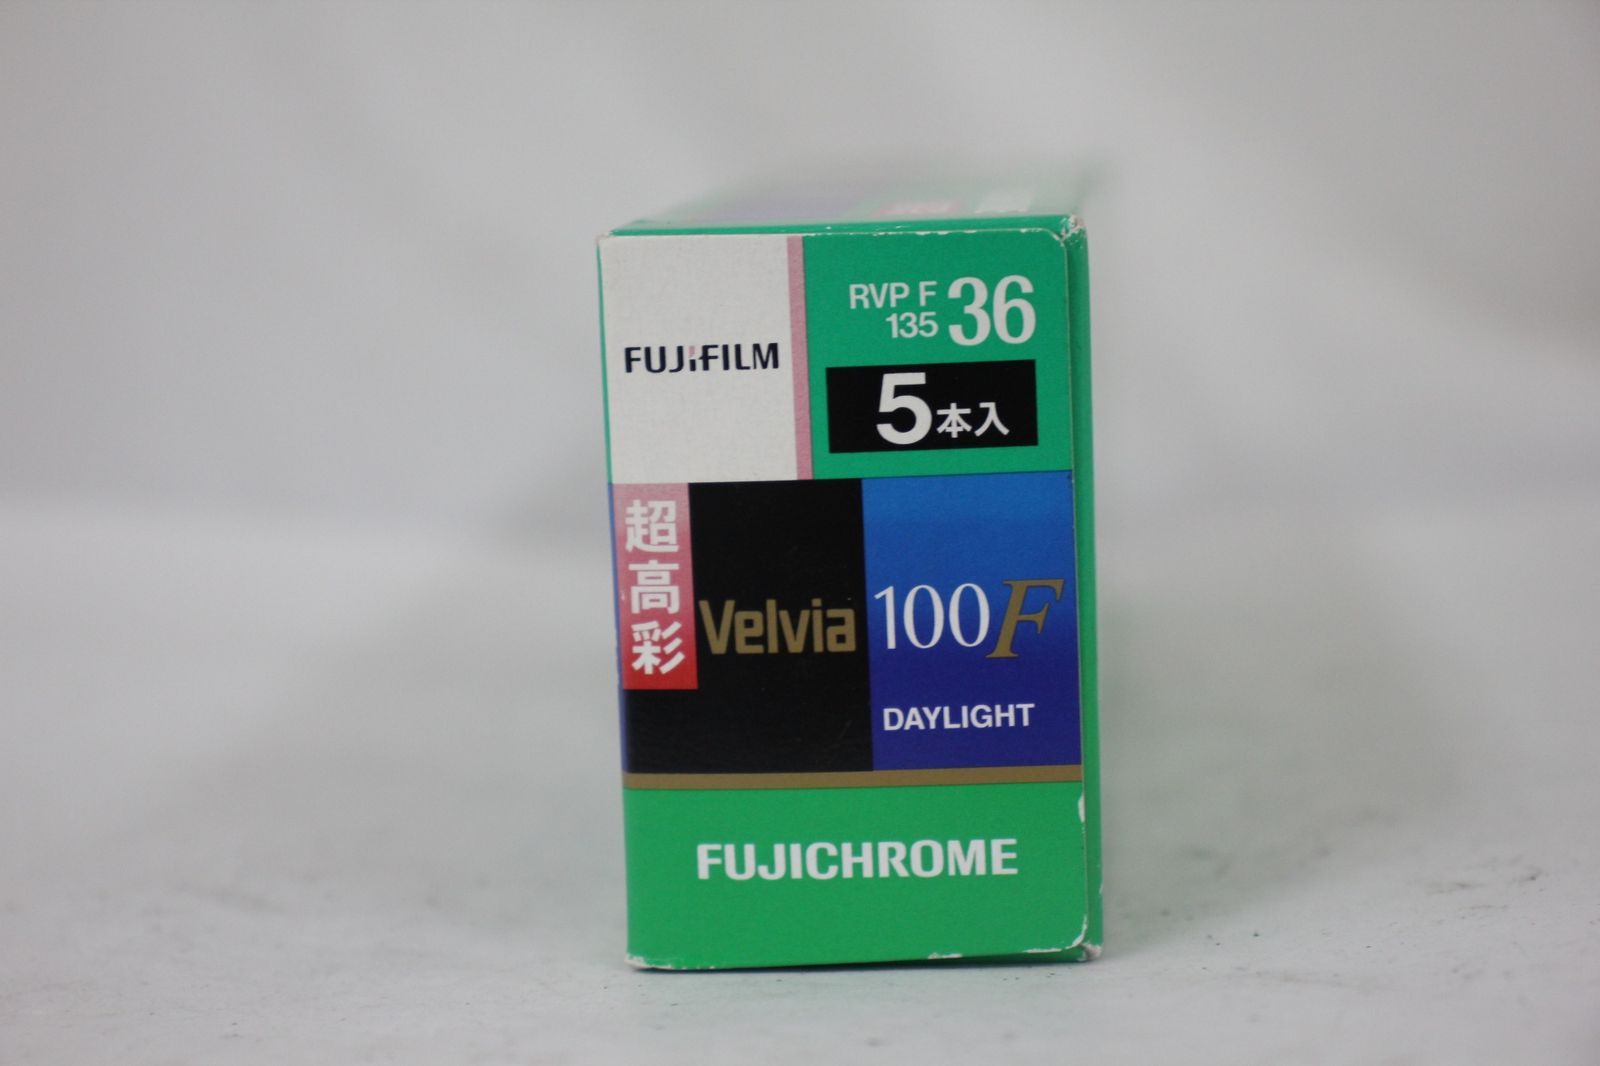 FUJIFILM
RVP F
135
36
5本入
超高彩
Velvia
100F
DAYLIGHT
FUJICHROME